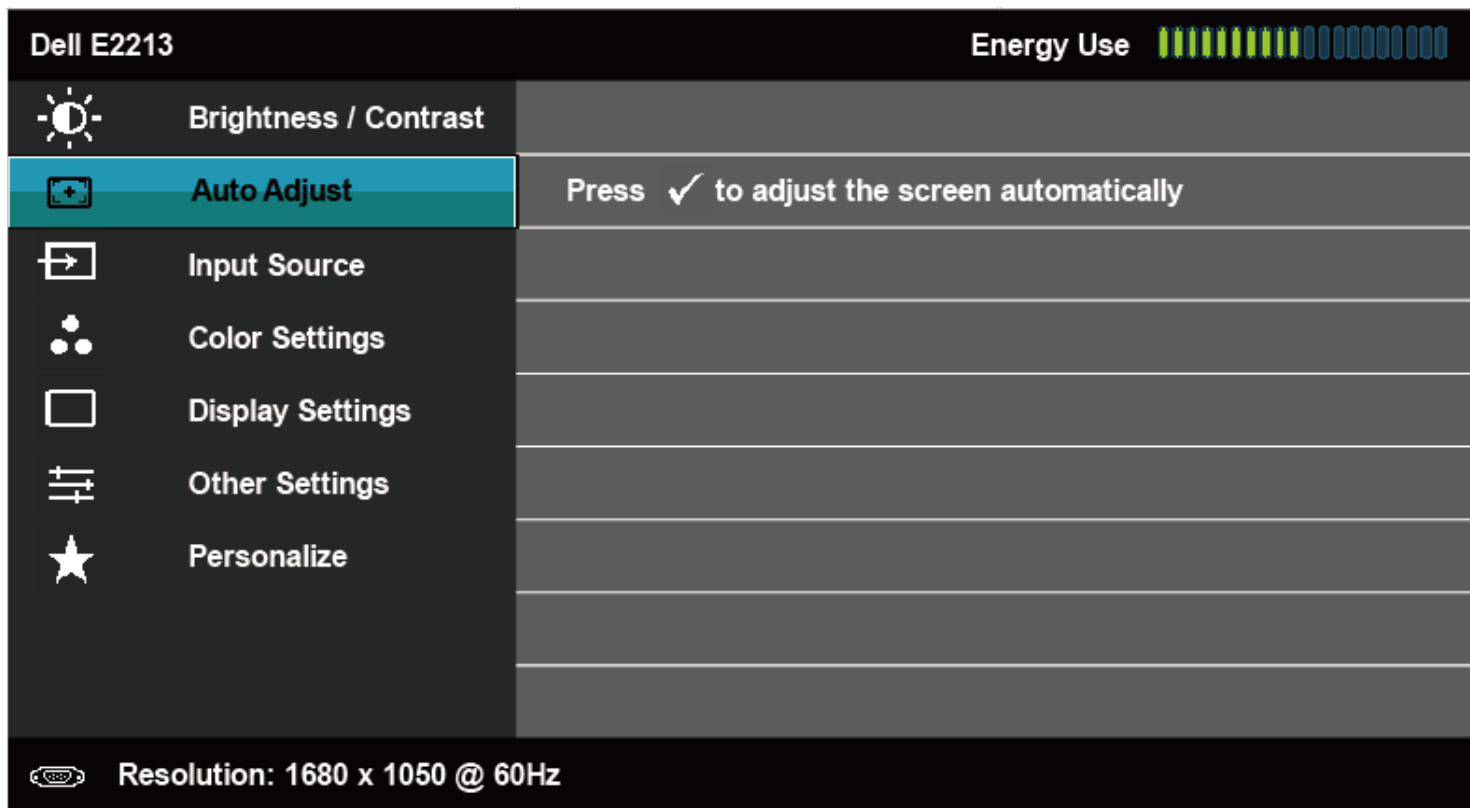 Dell E2213
Energy Use
Brightness / Contrast
Auto Adjust
Press ✓ to adjust the screen automatically
Input Source
Color Settings
Display Settings
Other Settings
Personalize
Resolution: 1680 x 1050 @ 60Hz